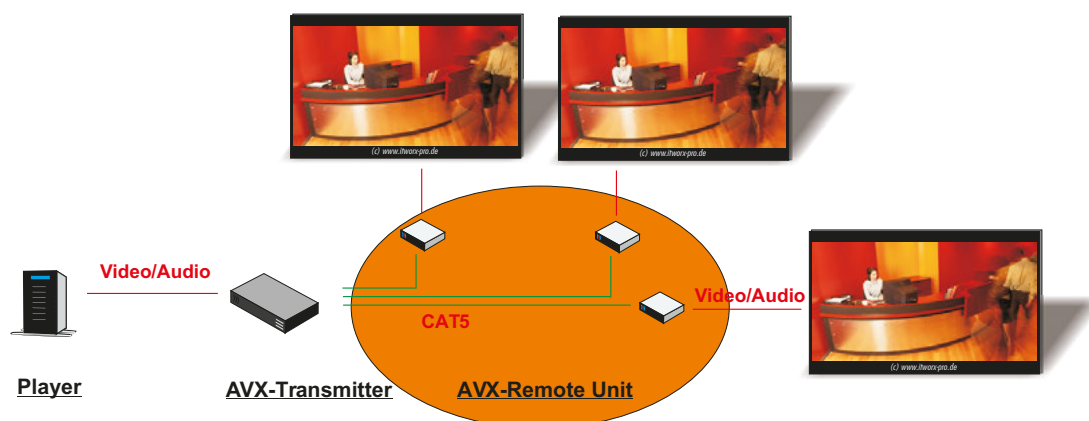 (c) www.itworx-pro.de
(c) www.itworx-pro.de
Video/Audio
Video/Audio
CAT5
(c) www.itworx-pro.de
Player
AVX-Transmitter
AVX-Remote Unit